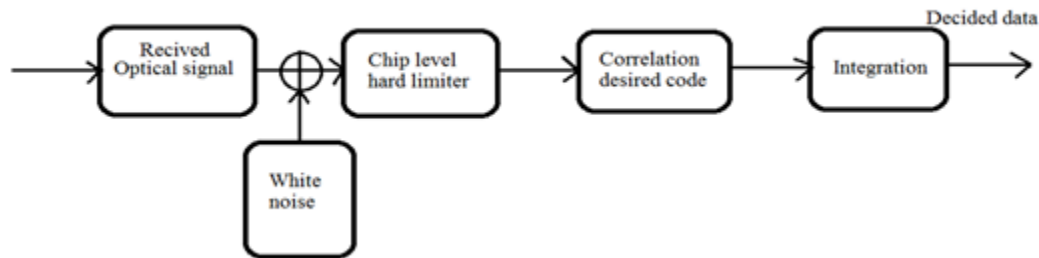 Decided data
Recived
Optical signal
Chip level
hard limiter
Correlation
desired code
Integration
White
noise